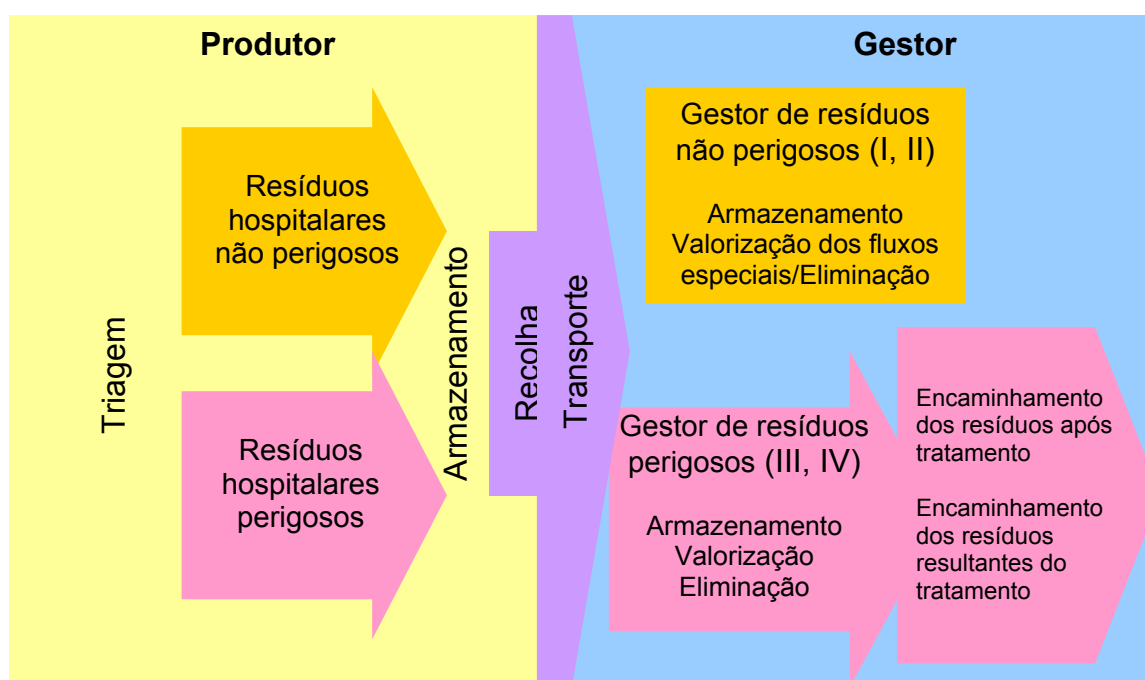 Produtor
Triagem
Resíduos
hospitalares
não perigosos
Resíduos
hospitalares
perigosos
Armazenamento
Recolha
Transporte
Gestor
Gestor de resíduos
não perigosos (I, II)
Armazenamento
Valorização dos fluxos
especiais/Eliminação
Gestor de resíduos
perigosos (III, IV)
Armazenamento
Valorização
Eliminação
Encaminhamento
dos resíduos após
tratamento
Encaminhamento
dos resíduos
resultantes do
tratamento